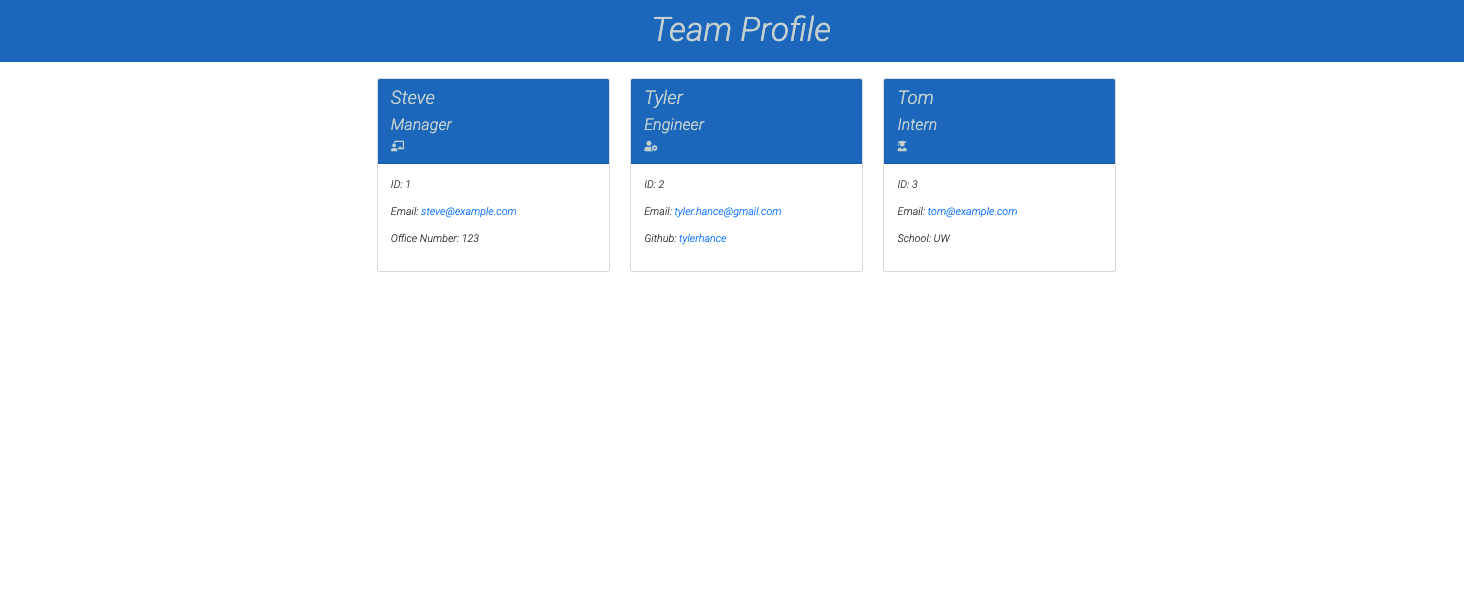 Team Profile
Steve
Manager
ID: 1
Email: steve@example.com
Office Number: 123
Tyler
Engineer
ID: 2
Email: tyler.hance@gmail.com
Github: tylerhance
Tom
Intern
ID: 3
Email: tom@example.com
School: UW